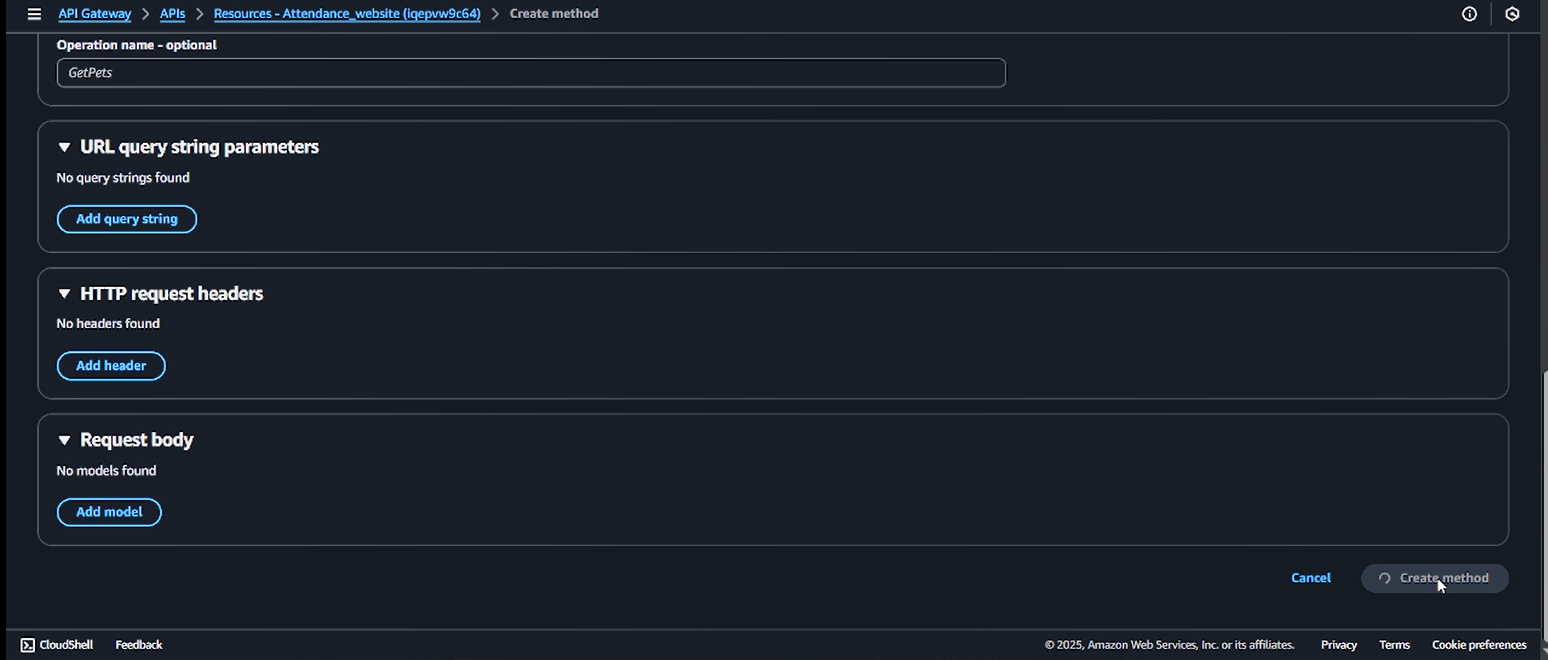 API Gateway > APIs > Resources - Attendance_website (iqepvw9c64) > Create method
Operation name - optional
GetPets
URL query string parameters
No query strings found
Add query string
HTTP request headers
No headers found
Add header
Request body
No models found
Add model
Cancel Create method
CloudShell Feedback © 2025, Amazon Web Services, Inc. or its affiliates. Privacy Terms Cookie preferences